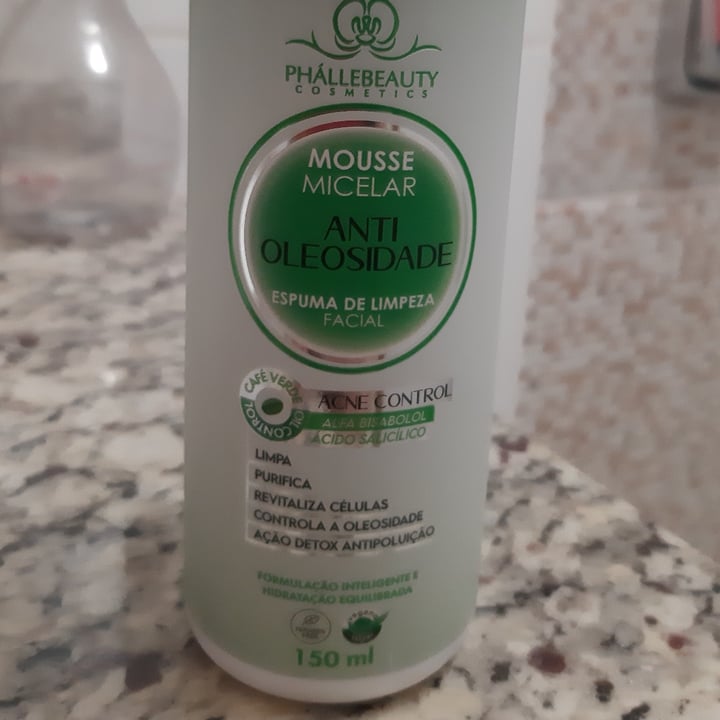 PHÁLLEBEAUTY
COSMETICS
MOUSSE
MICELAR
ANTI
OLEOSIDADE
ESPUMA DE LIMPEZA
FACIAL
CAFÉ VERDE
OIL CONTROL
ACNE CONTROL
ALFA BISABOLOL
ÁCIDO SALICÍLICO
LIMPA
PURIFICA
REVITALIZA CÉLULAS
CONTROLA A OLEOSIDADE
AÇÃO DETOX ANTIPOLUIÇÃO
FORMULAÇÃO INTELIGENTE E
HIDRATAÇÃO EQUILIBRADA
150 ml